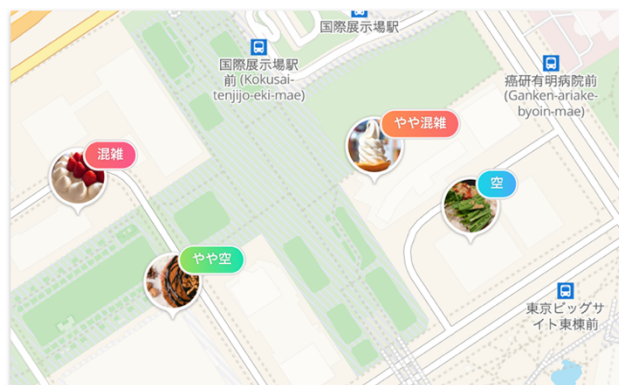 国際展示場駅
国際展示場駅
前 (Kokusai-
tenjijo-eki-mae)
癌研有明病院前
(Ganken-ariake-
byoin-mae)
やや混雑
混雑
空
やや空
東京ビッグサ
イト東棟前